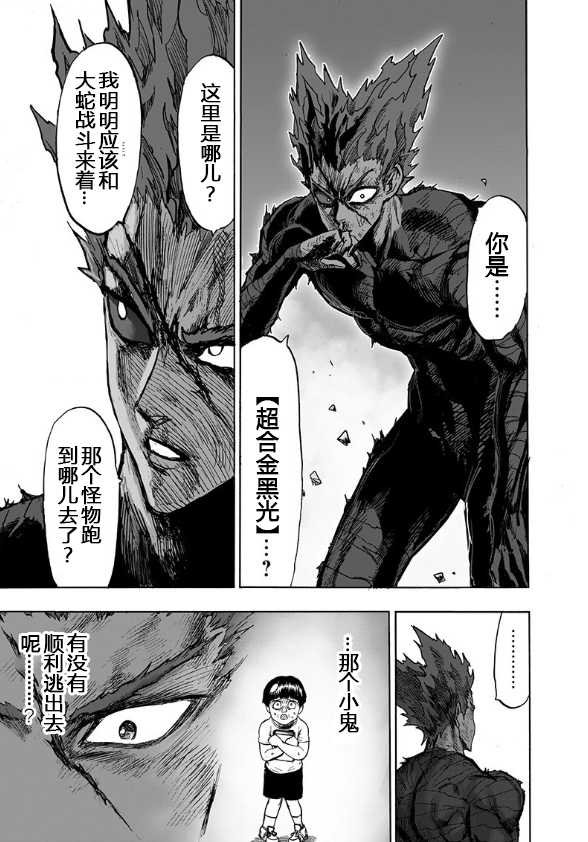 你是……
【超合金黑光】…?
这里是哪儿?
我明明应该和
大蛇战斗来着…
那个怪物跑
到哪儿去了?
………
…那个小鬼
有没有
顺利逃出去
呢………?